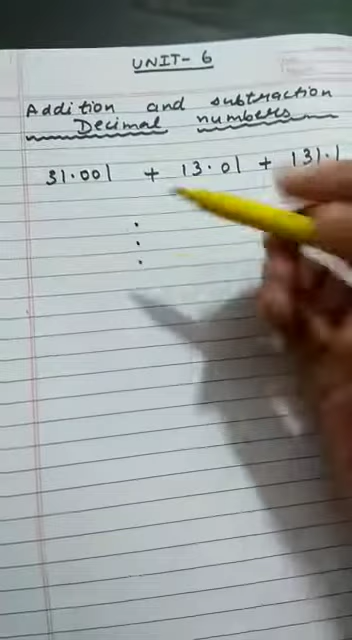 UNIT- 6
Addition and subtraction
Decimal numbers
31.001 + 13.01 + 131.1